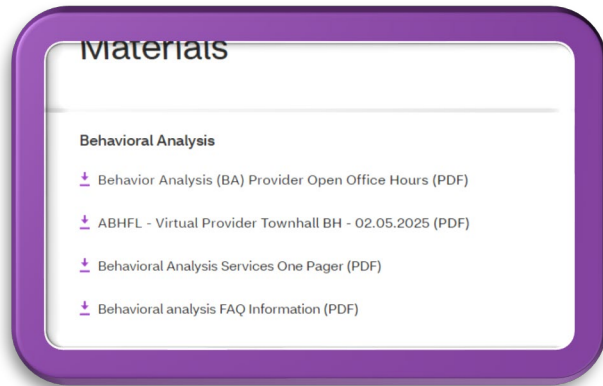 Materials
Behavioral Analysis
Behavior Analysis (BA) Provider Open Office Hours (PDF)
ABHFL - Virtual Provider Townhall BH - 02.05.2025 (PDF)
Behavioral Analysis Services One Pager (PDF)
Behavioral analysis FAQ Information (PDF)